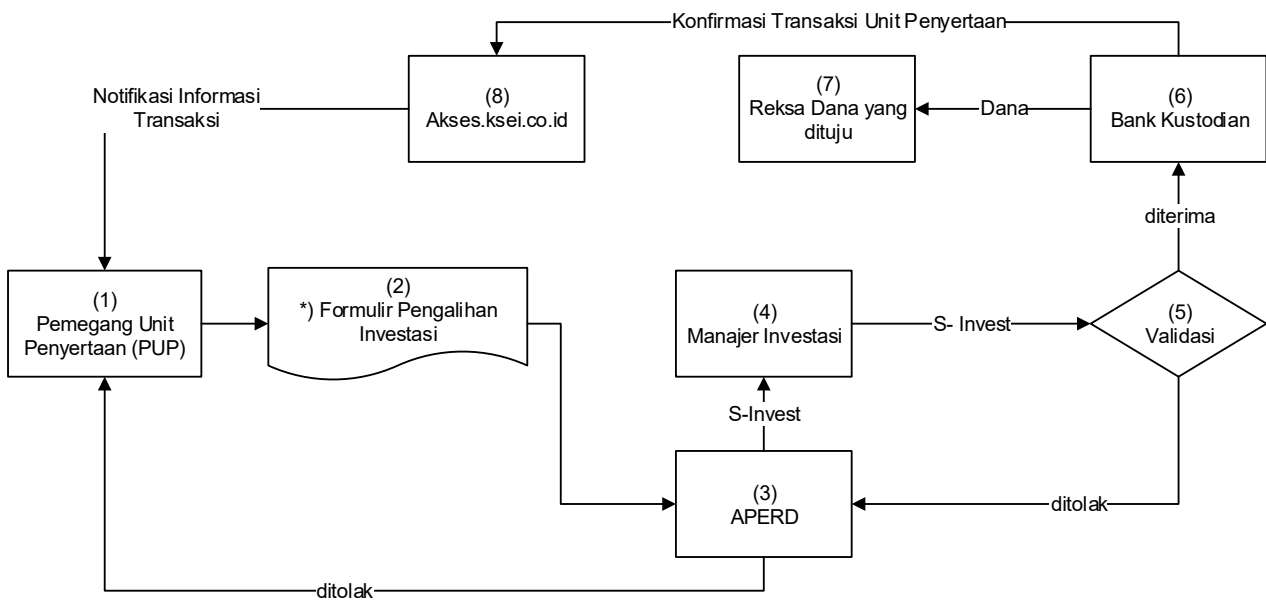 Konfirmasi Transaksi Unit Penyertaan
(8)
Akses.ksei.co.id
(7)
Reksa Dana yang
dituju
Dana
(6)
Bank Kustodian
Notifikasi Informasi
Transaksi
diterima
(1)
Pemegang Unit
Penyertaan (PUP)
(2)
*) Formulir Pengalihan
Investasi
(4)
Manajer Investasi
S- Invest
(5)
Validasi
S-Invest
(3)
APERD
ditolak
ditolak